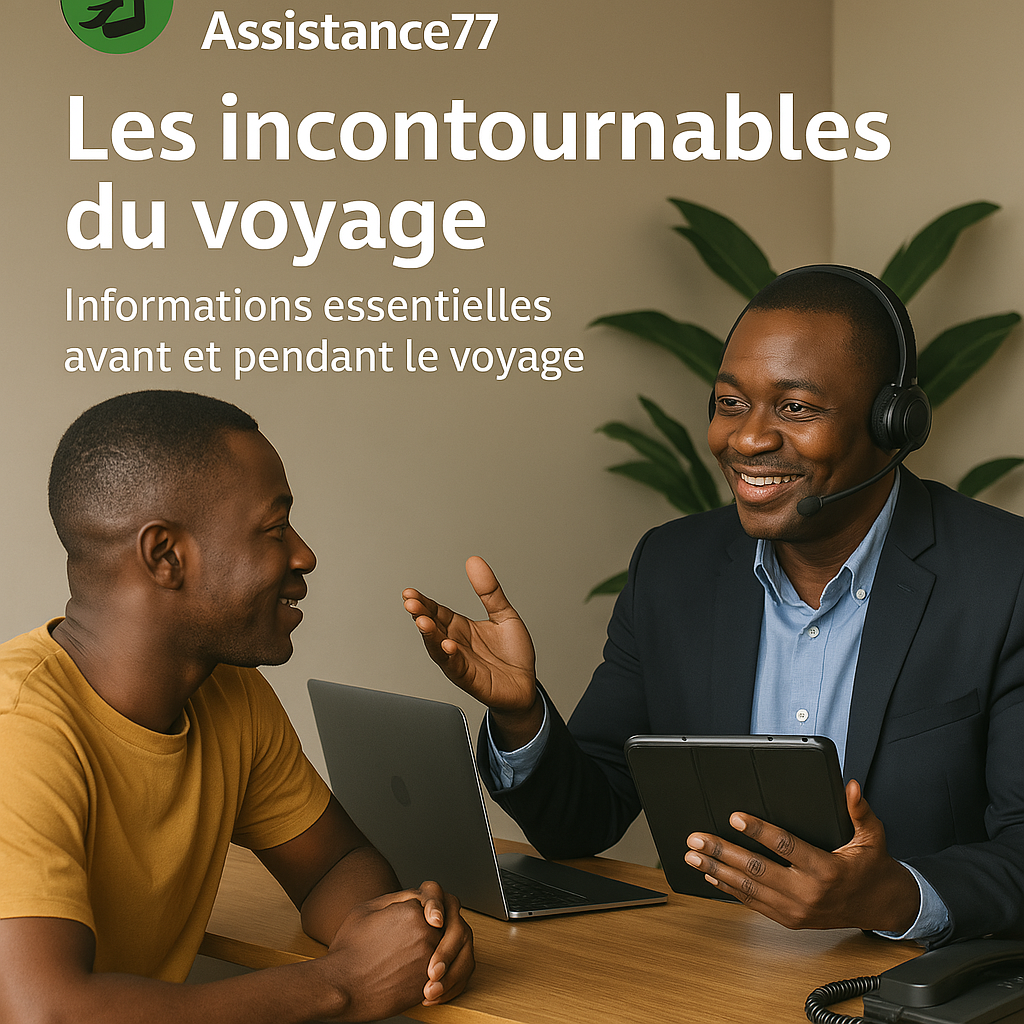 Assistance77
Les incontournables
du voyage
Informations essentielles
avant et pendant le voyage